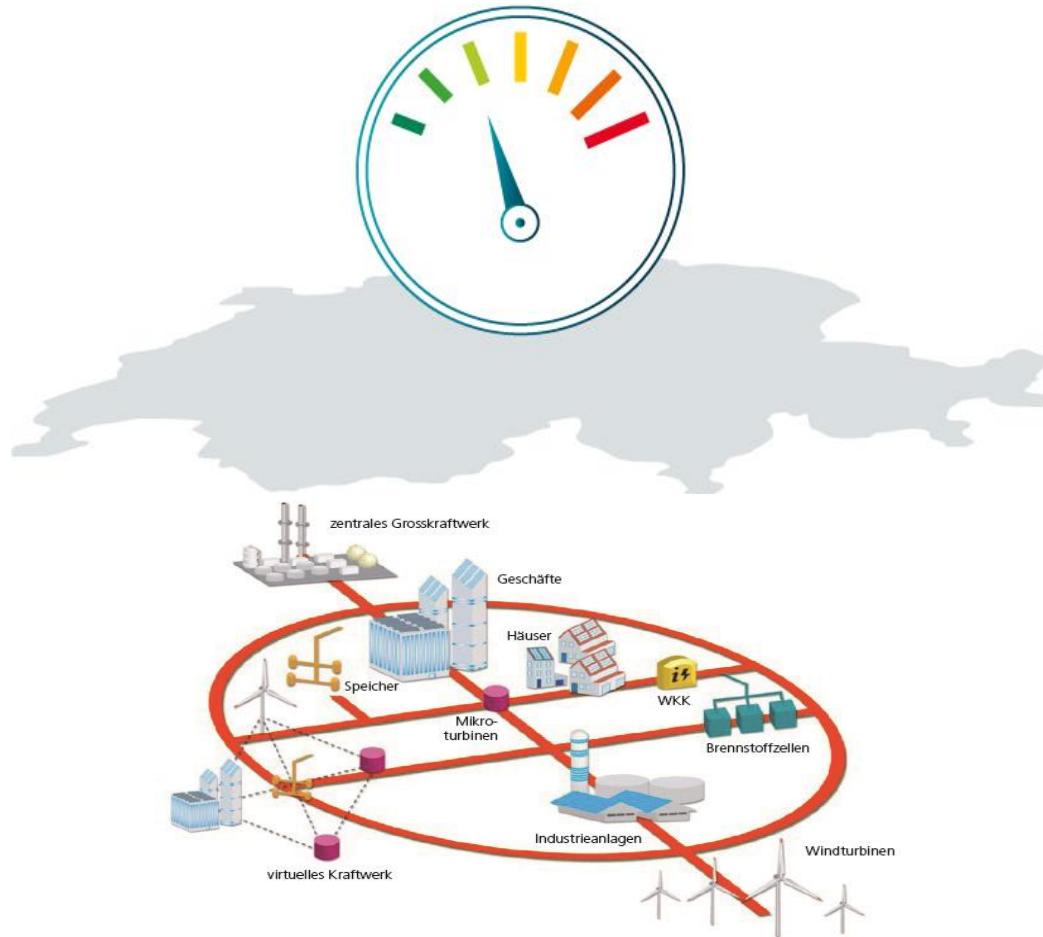 zentrales Grosskraftwerk
Geschäfte
Häuser
Speicher
WKK
Mikro-
turbinen
Brennstoffzellen
Industrieanlagen
Windturbinen
virtuelles Kraftwerk